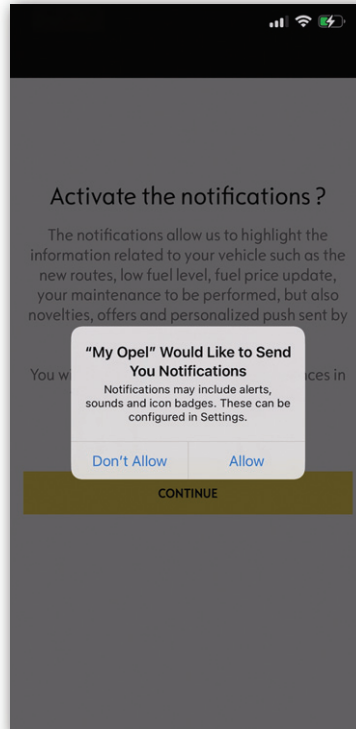 Activate the notifications ?
The notifications allow us to highlight the
information related to your vehicle such as the
new routes, low fuel level, fuel price update,
your maintenance to be performed, but also
novelties, offers and personalized push sent by
“My Opel” Would Like to Send
You Notifications
You
in
Notifications may include alerts,
sounds and icon badges. These can be
configured in Settings.
Don’t Allow
Allow
CONTINUE